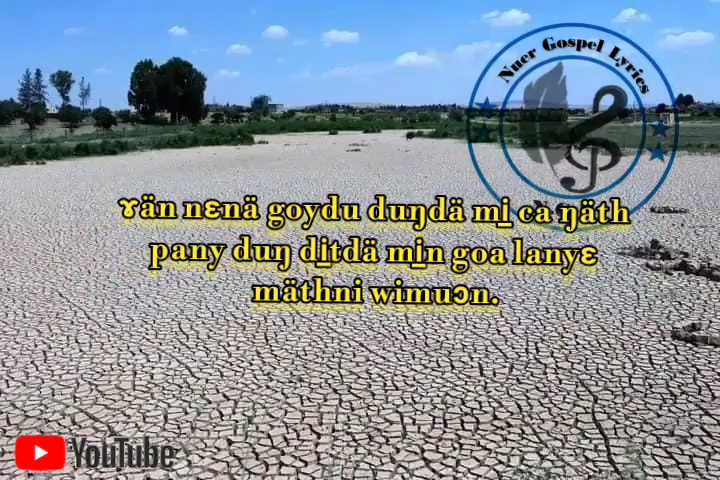 Nuer Gospel Lyrics
ɤän nɛnä goydu duŋdä mi̱ ca ŋäth
pany duŋ di̱tdä mi̱n goa lanyɛ
mäthni wimuɔn.
YouTube